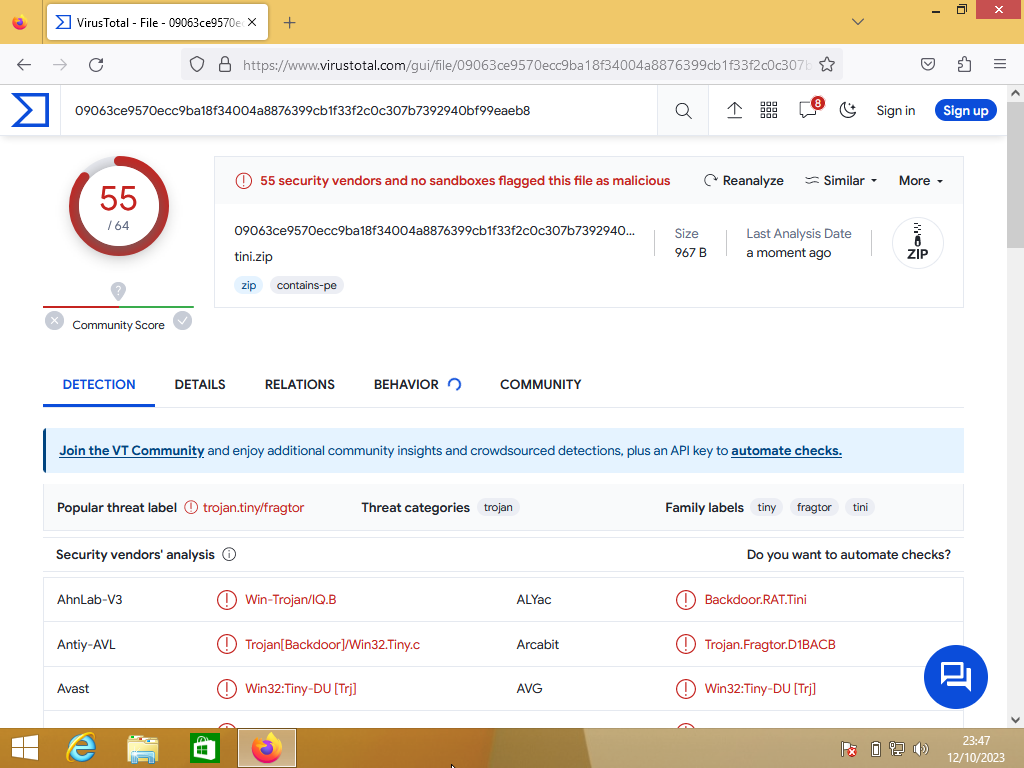 VirusTotal - File - 09063ce9570e
https://www.virustotal.com/gui/file/09063ce9570ecc9ba18f34004a8876399cb1f33f2c0c307b
09063ce9570ecc9ba18f34004a8876399cb1f33f2c0c307b7392940bf99eaeb8
8
Sign in
Sign up
55
/ 64
?
Community Score
55 security vendors and no sandboxes flagged this file as malicious
Reanalyze
Similar
More
09063ce9570ecc9ba18f34004a8876399cb1f33f2c0c307b7392940...
tini.zip
zip
contains-pe
Size
967 B
Last Analysis Date
a moment ago
ZIP
DETECTION
DETAILS
RELATIONS
BEHAVIOR
COMMUNITY
Join the VT Community and enjoy additional community insights and crowdsourced detections, plus an API key to automate checks.
Popular threat label trojan.tiny/fragtor
Threat categories trojan
Family labels tiny fragtor tini
Security vendors' analysis
Do you want to automate checks?
AhnLab-V3 Win-Trojan/IQ.B
ALYac Backdoor.RAT.Tini
Antiy-AVL Trojan[Backdoor]/Win32.Tiny.c
Arcabit Trojan.Fragtor.D1BACB
Avast Win32:Tiny-DU [Trj]
AVG Win32:Tiny-DU [Trj]
23:47
12/10/2023